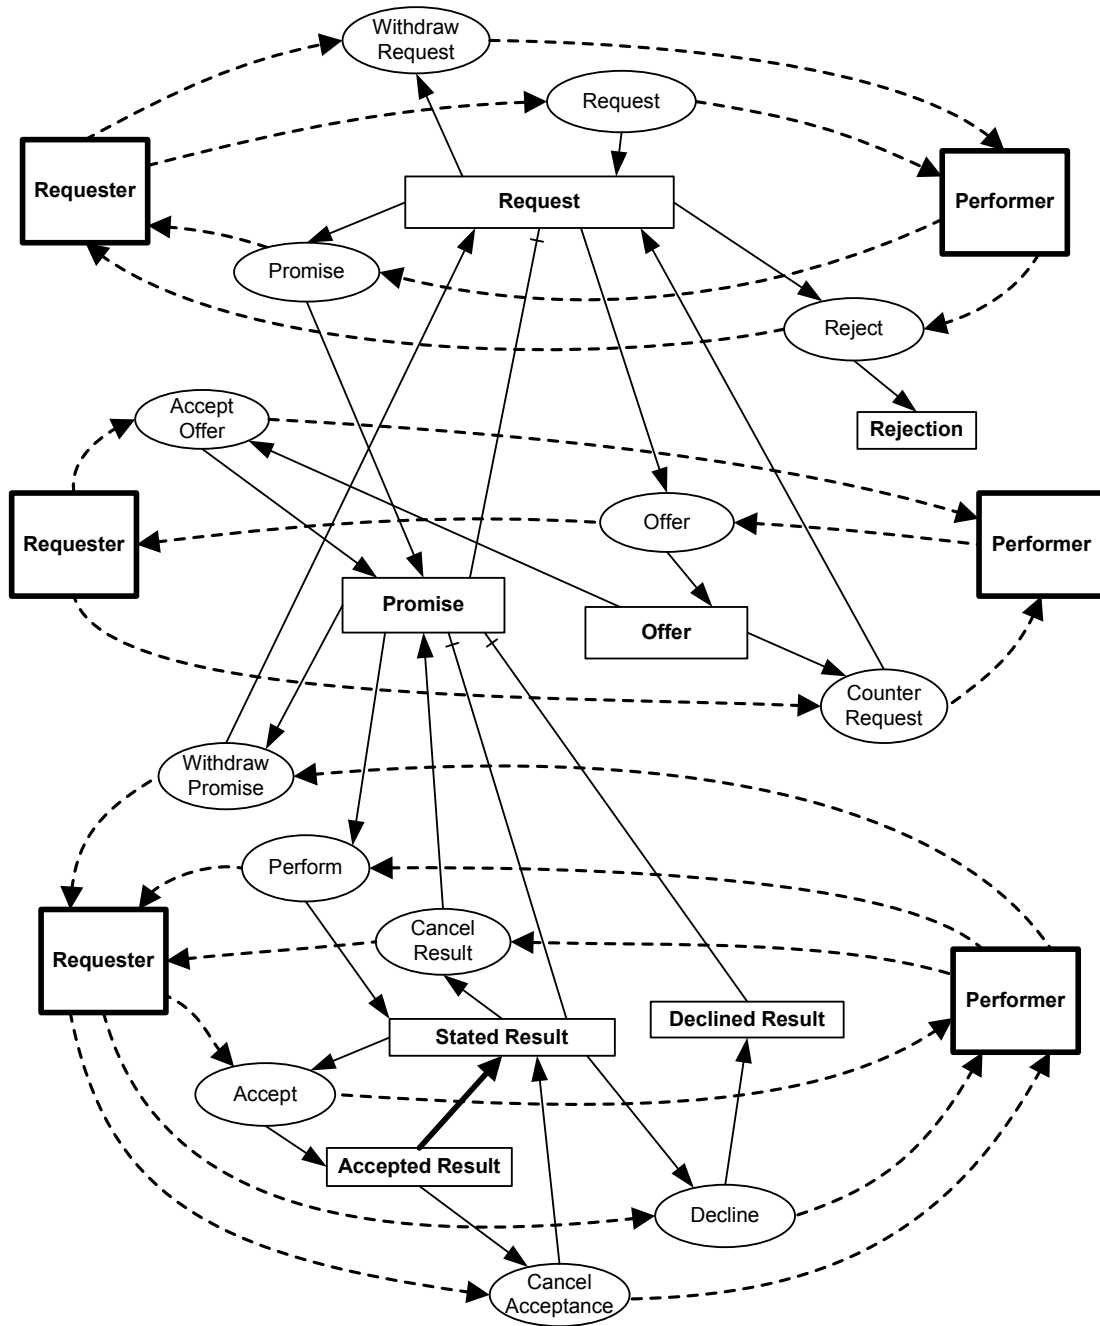 Withdraw
Request
Request
Requester
Request
Performer
Promise
Reject
Accept
Offer
Rejection
Requester
Offer
Performer
Promise
Offer
Counter
Request
Withdraw
Promise
Perform
Cancel
Result
Requester
Performer
Declined Result
Stated Result
Accept
Accepted Result
Decline
Cancel
Acceptance